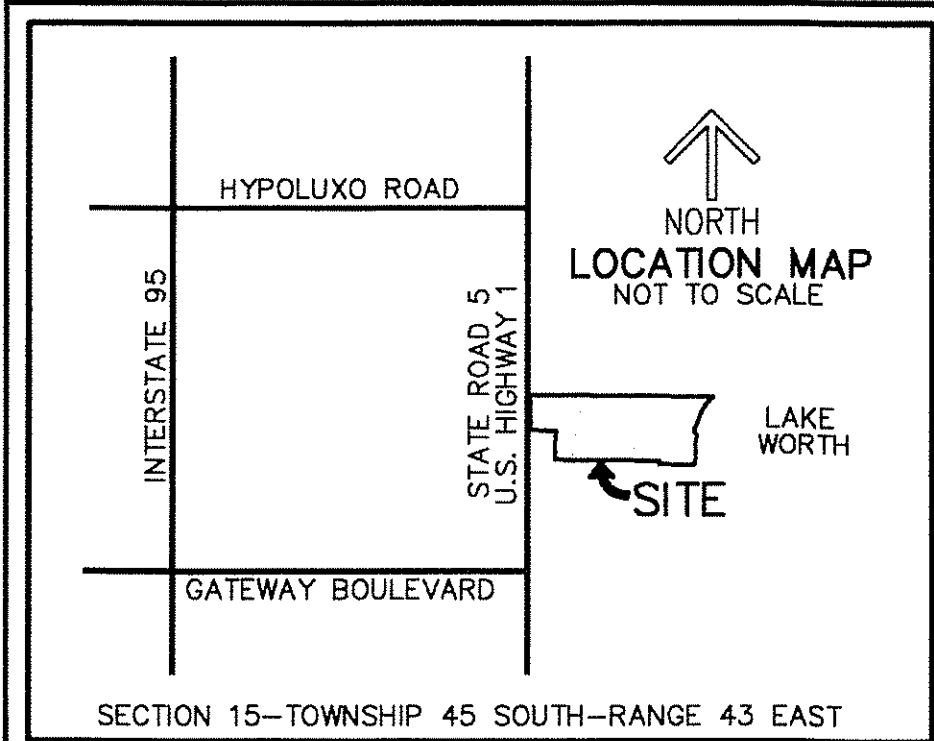 HYPOLUXO ROAD
NORTH
LOCATION MAP
NOT TO SCALE
INTERSTATE 95
STATE ROAD 5
U.S. HIGHWAY 1
LAKE
WORTH
SITE
GATEWAY BOULEVARD
SECTION 15-TOWNSHIP 45 SOUTH-RANGE 43 EAST